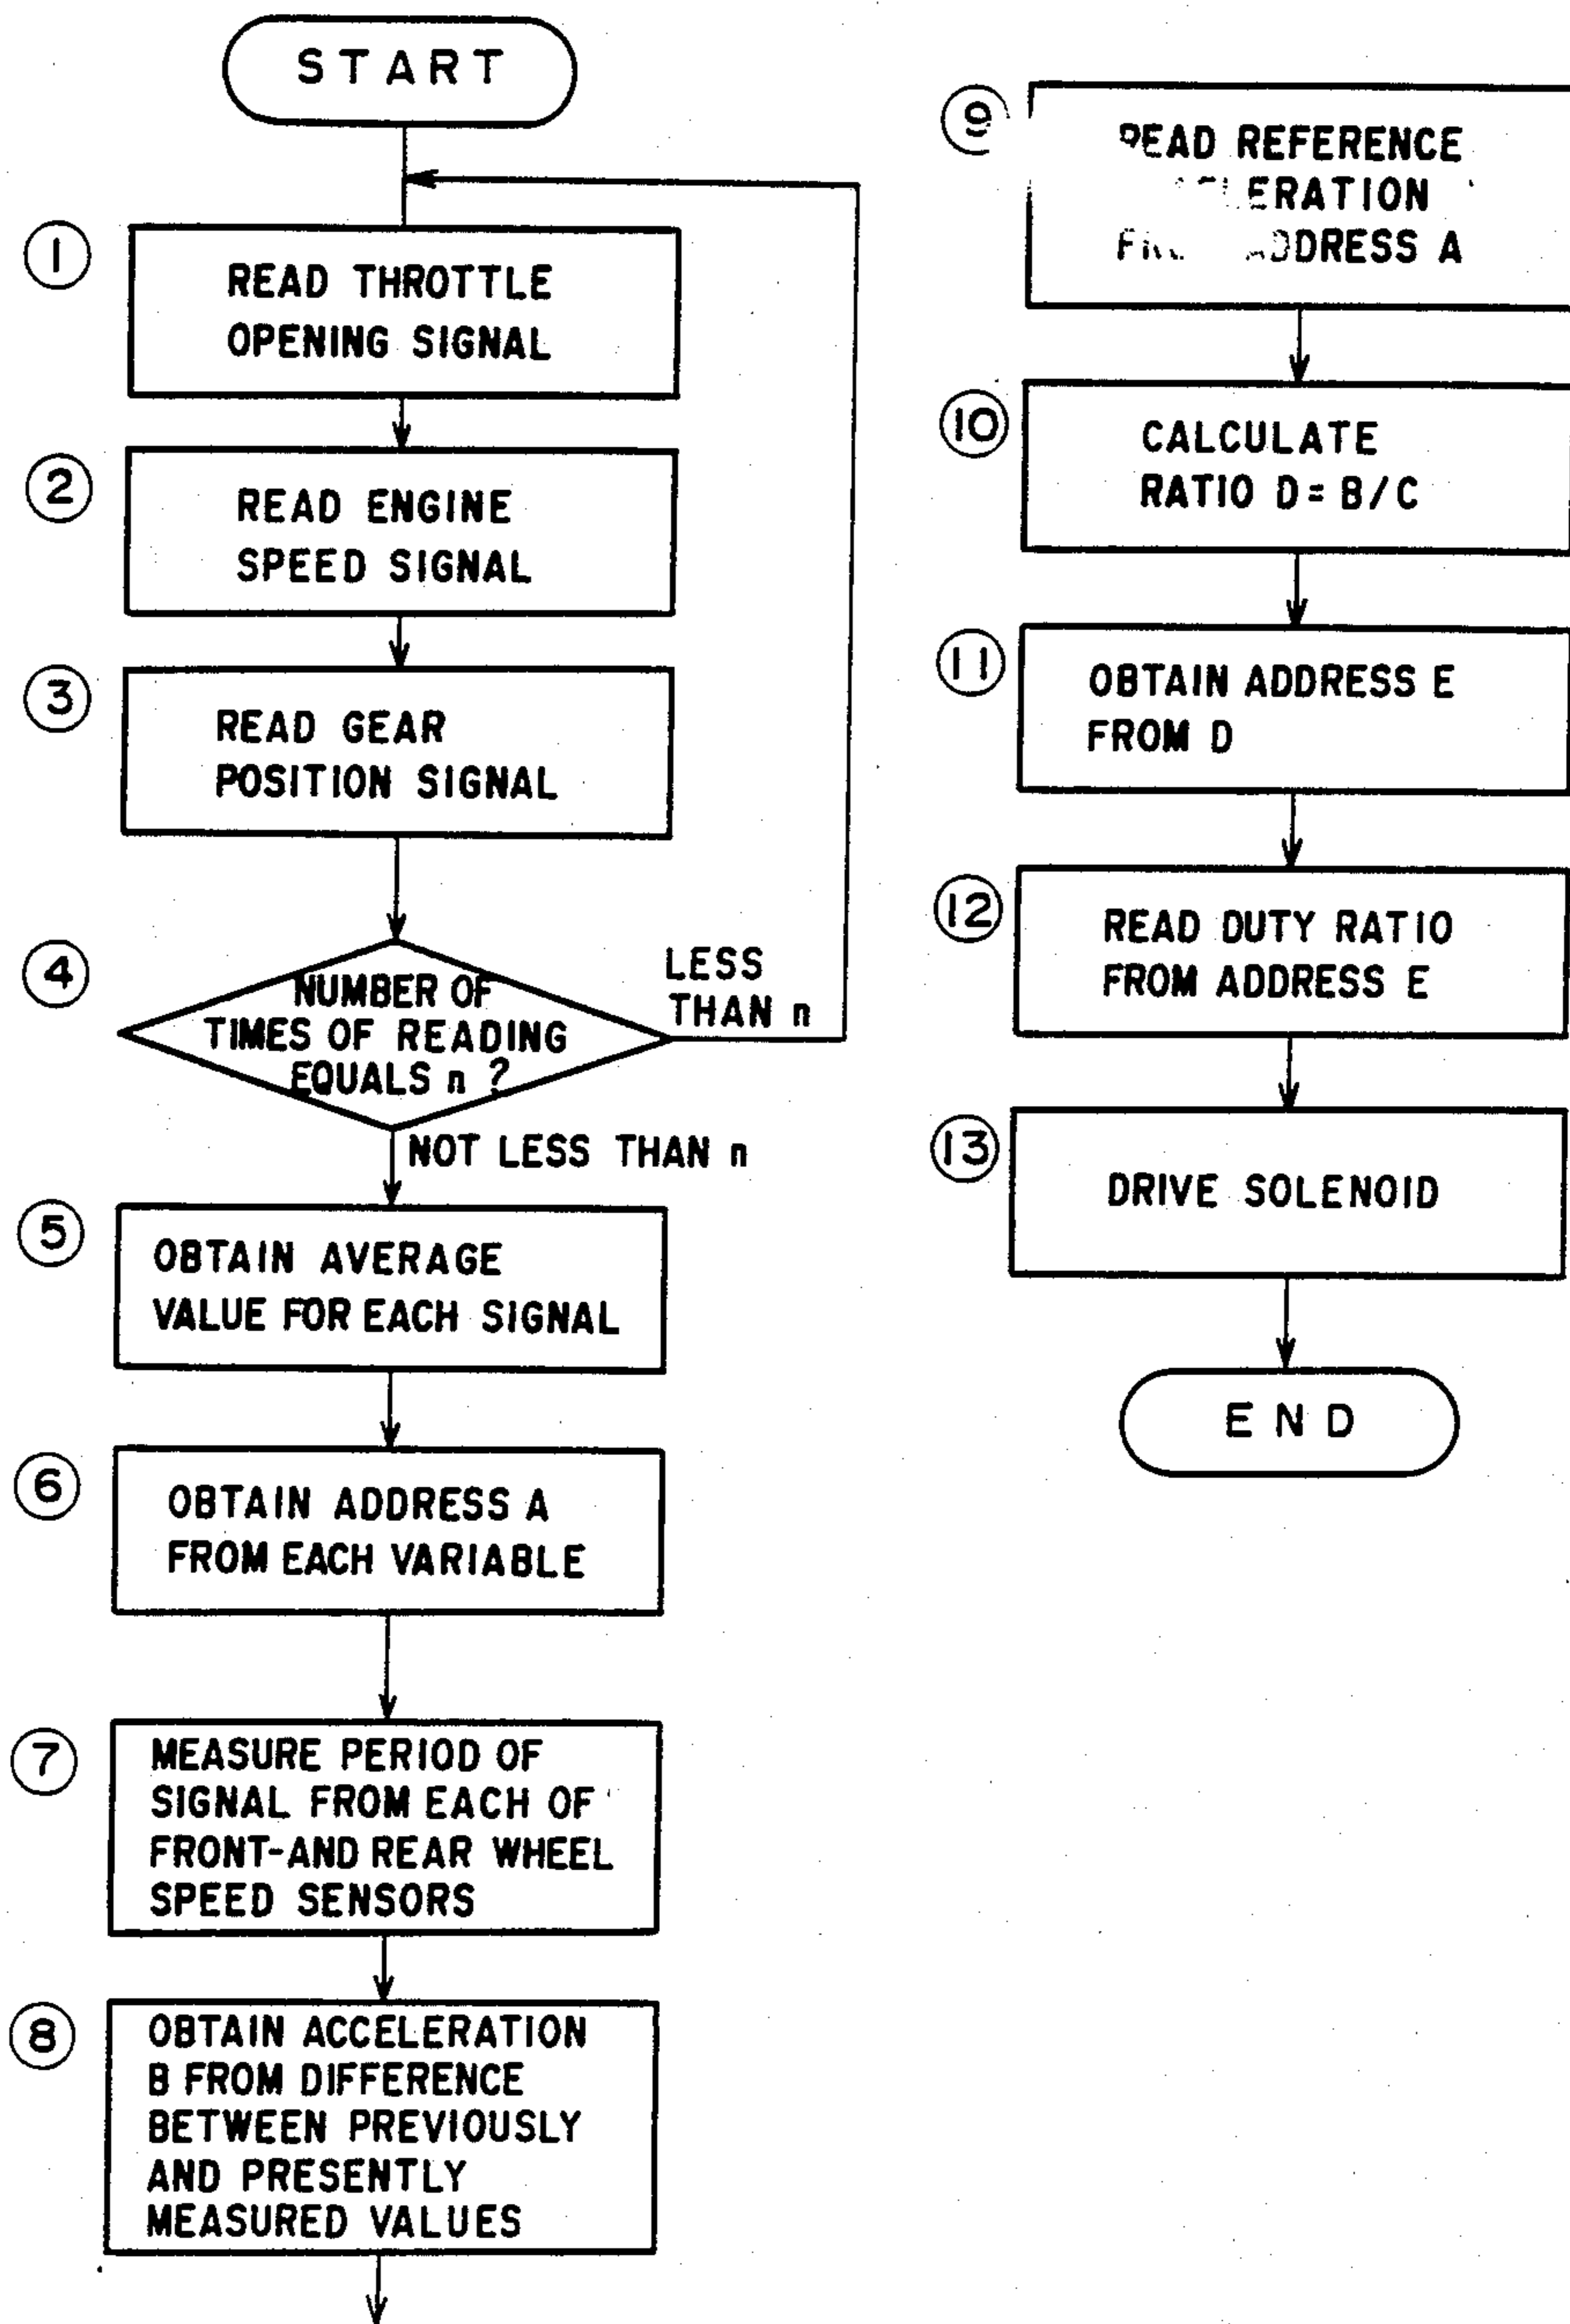 START
1
READ THROTTLE
OPENING SIGNAL
2
READ ENGINE
SPEED SIGNAL
3
READ GEAR
POSITION SIGNAL
4
NUMBER OF
TIMES OF READING
EQUALS n ?
LESS
THAN n
NOT LESS THAN n
5
OBTAIN AVERAGE
VALUE FOR EACH SIGNAL
6
OBTAIN ADDRESS A
FROM EACH VARIABLE
7
MEASURE PERIOD OF
SIGNAL FROM EACH OF
FRONT-AND REAR WHEEL
SPEED SENSORS
8
OBTAIN ACCELERATION
B FROM DIFFERENCE
BETWEEN PREVIOUSLY
AND PRESENTLY
MEASURED VALUES
9
READ REFERENCE
FROM ADDRESS A
10
CALCULATE
RATIO D = B/C
11
OBTAIN ADDRESS E
FROM D
12
READ DUTY RATIO
FROM ADDRESS E
13
DRIVE SOLENOID
END